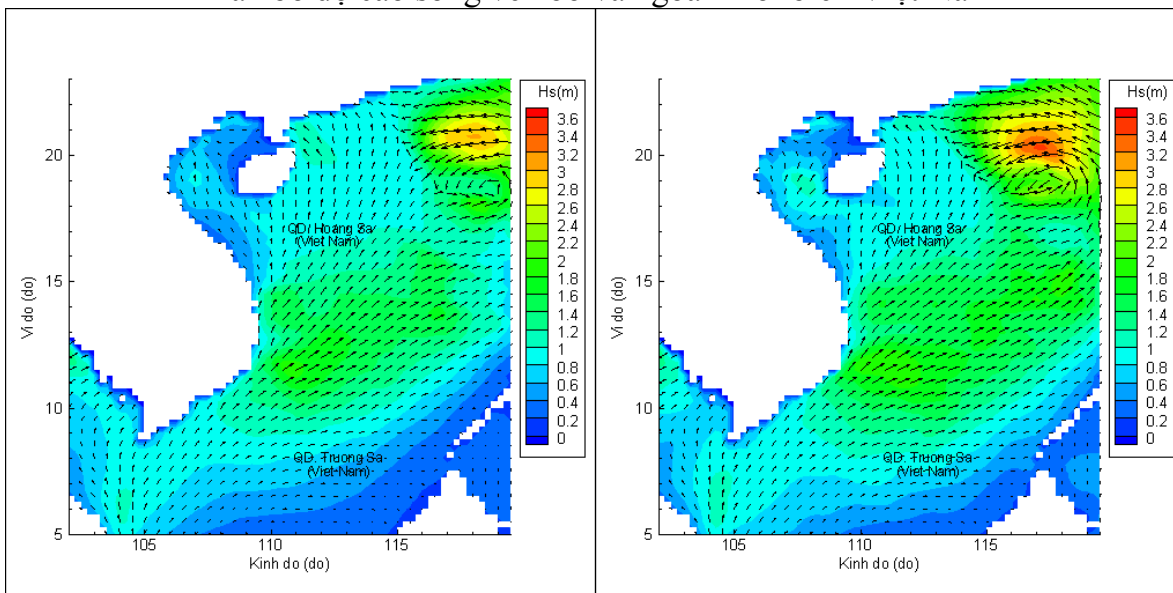 cao sóng ven bờ và ngoài
Hs(m)
3.6
3.4
3.2
3
2.8
2.6
2.4
2.2
2
1.8
1.6
1.4
1.2
1
0.8
0.6
0.4
0.2
0
20
15
10
5
Vi do (do)
QD/ Hoang Sa
(Viet Nam)
QD. Truong Sa
(Viet-Nam)
105 110 115
Kinh do (do)
Hs(m)
3.6
3.4
3.2
3
2.8
2.6
2.4
2.2
2
1.8
1.6
1.4
1.2
1
0.8
0.6
0.4
0.2
0
20
15
10
5
Vi do (do)
QD/ Hoang Sa
(Viet Nam)
QD. Truong Sa
(Viet-Nam)
105 110 115
Kinh do (do)